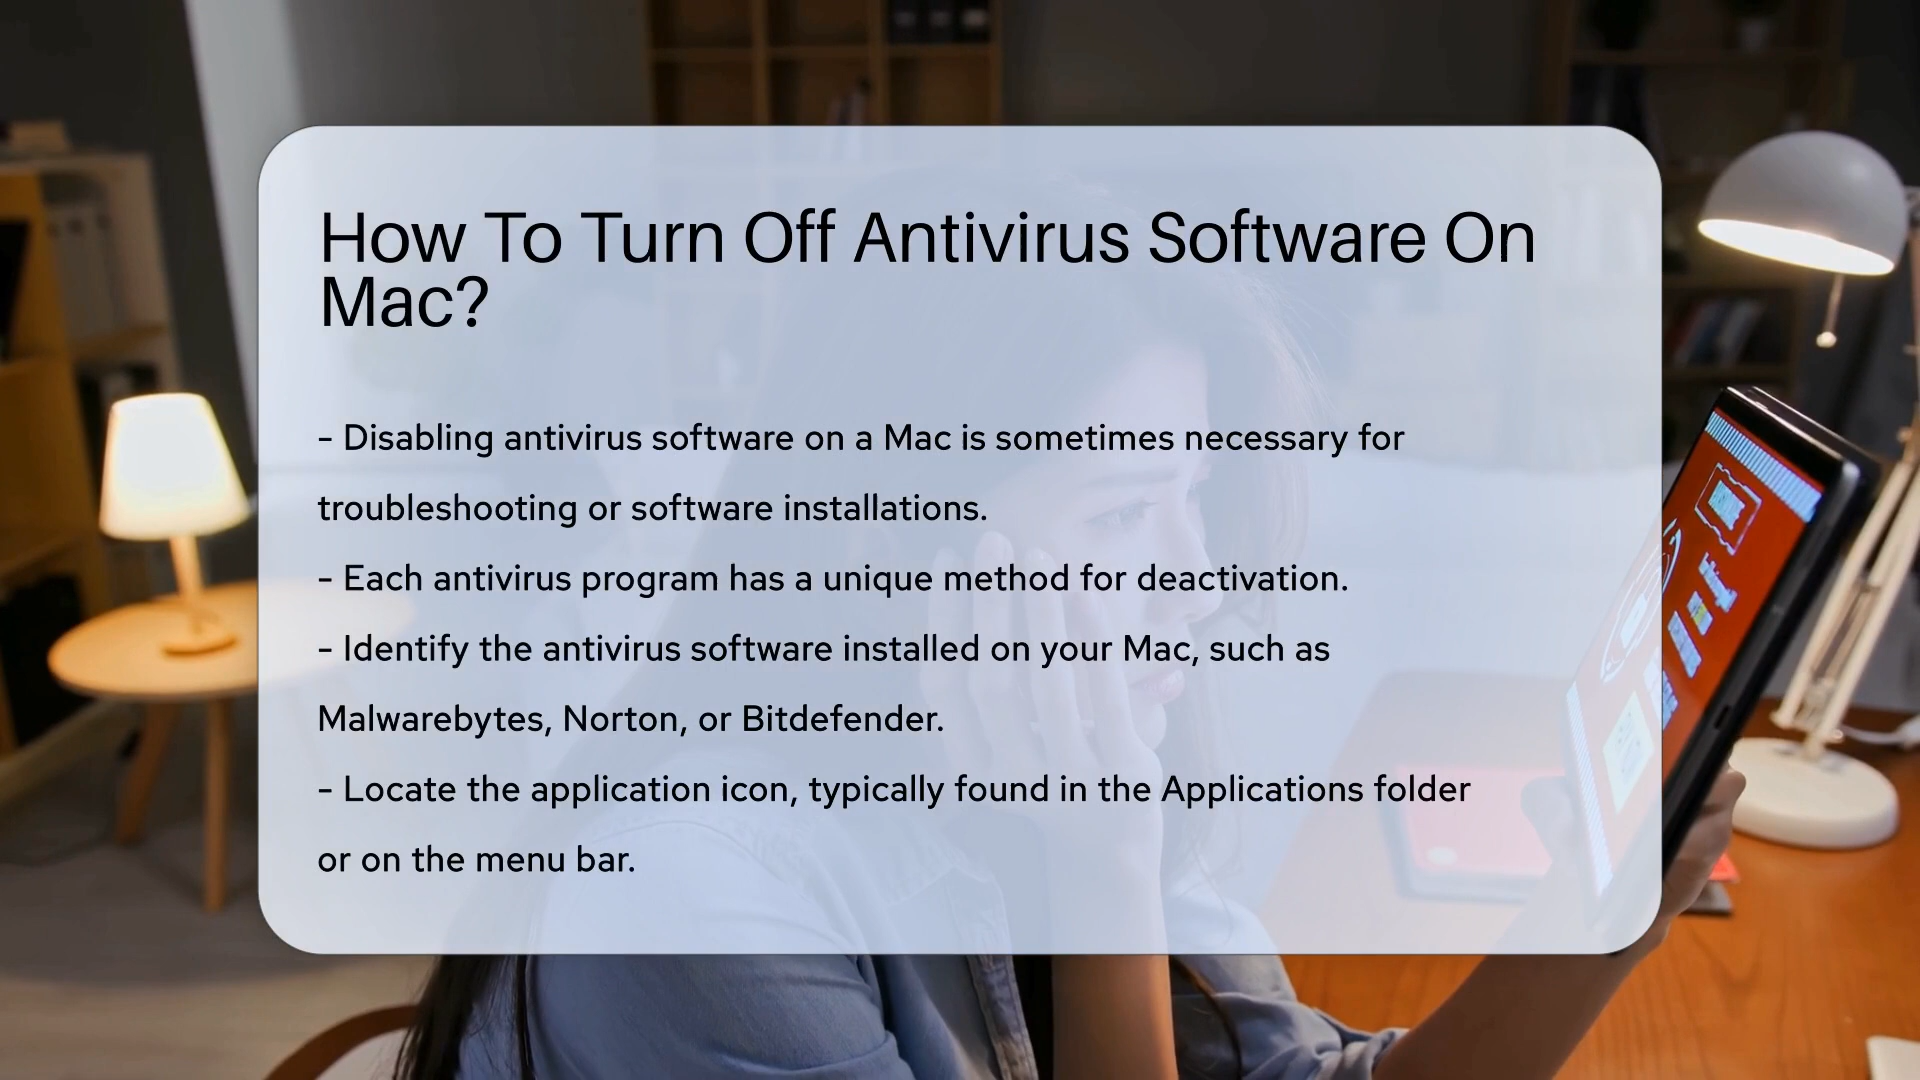 How To Turn Off Antivirus Software On
Mac?
- Disabling antivirus software on a Mac is sometimes necessary for
troubleshooting or software installations.
- Each antivirus program has a unique method for deactivation.
- Identify the antivirus software installed on your Mac, such as
Malwarebytes, Norton, or Bitdefender.
- Locate the application icon, typically found in the Applications folder
or on the menu bar.